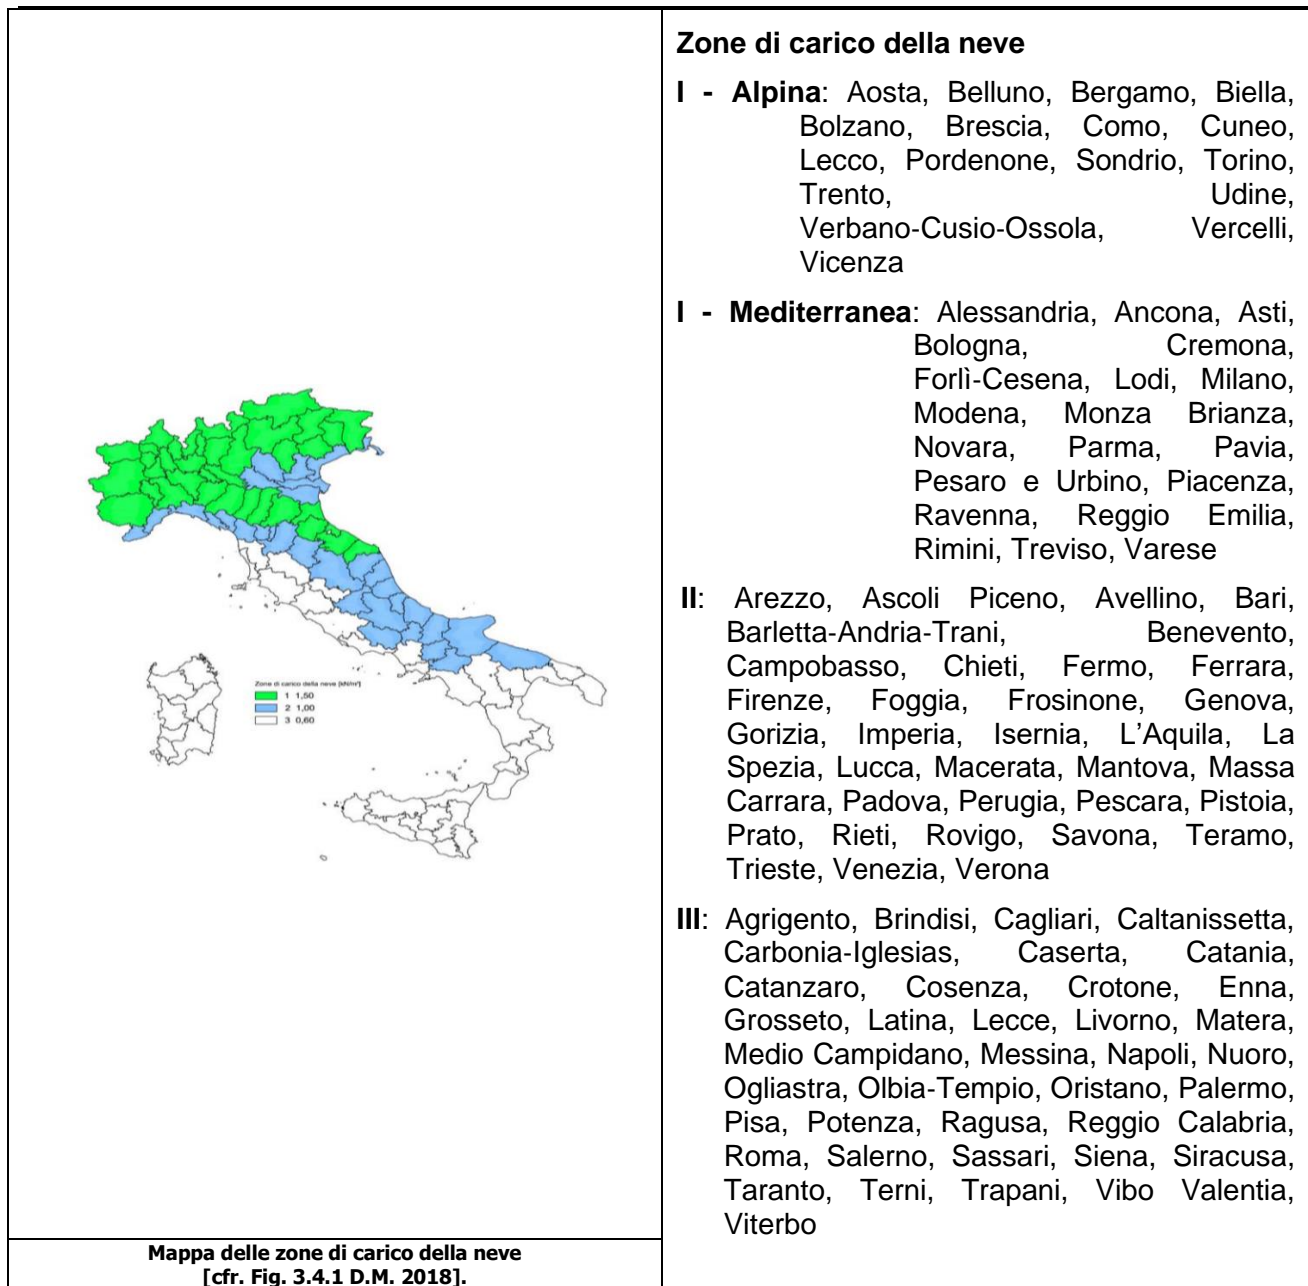 Zone di carico della neve [kN/m²]
1 1,50
2 1,00
3 0,60
Mappa delle zone di carico della neve
[cfr. Fig. 3.4.1 D.M. 2018].
Zone di carico della neve
I - Alpina: Aosta, Belluno, Bergamo, Biella,
Bolzano, Brescia, Como, Cuneo,
Lecco, Pordenone, Sondrio, Torino,
Trento, Udine,
Verbano-Cusio-Ossola, Vercelli,
Vicenza
I - Mediterranea: Alessandria, Ancona, Asti,
Bologna, Cremona,
Forlì-Cesena, Lodi, Milano,
Modena, Monza Brianza,
Novara, Parma, Pavia,
Pesaro e Urbino, Piacenza,
Ravenna, Reggio Emilia,
Rimini, Treviso, Varese
II: Arezzo, Ascoli Piceno, Avellino, Bari,
Barletta-Andria-Trani, Benevento,
Campobasso, Chieti, Fermo, Ferrara,
Firenze, Foggia, Frosinone, Genova,
Gorizia, Imperia, Isernia, L’Aquila, La
Spezia, Lucca, Macerata, Mantova, Massa
Carrara, Padova, Perugia, Pescara, Pistoia,
Prato, Rieti, Rovigo, Savona, Teramo,
Trieste, Venezia, Verona
III: Agrigento, Brindisi, Cagliari, Caltanissetta,
Carbonia-Iglesias, Caserta, Catania,
Catanzaro, Cosenza, Crotone, Enna,
Grosseto, Latina, Lecce, Livorno, Matera,
Medio Campidano, Messina, Napoli, Nuoro,
Ogliastra, Olbia-Tempio, Oristano, Palermo,
Pisa, Potenza, Ragusa, Reggio Calabria,
Roma, Salerno, Sassari, Siena, Siracusa,
Taranto, Terni, Trapani, Vibo Valentia,
Viterbo